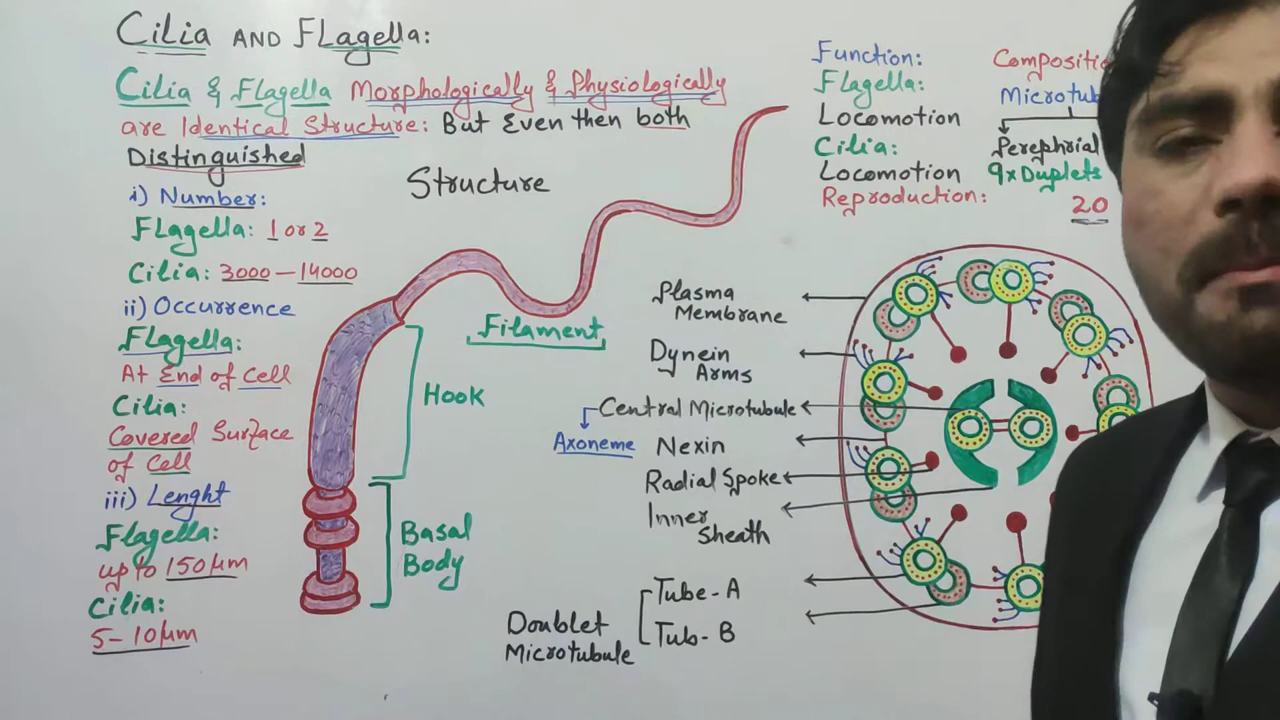 Cilia AND FLagella:
Cilia & Flagella Morphologically & Physiologically
are Identical Structure: But Even then both
Distinguished
i) Number:
FLagella: 1 or 2
Cilia: 3000 - 14000
ii) Occurrence
Flagella:
At End of Cell
Cilia:
Covered Surface
of Cell
iii) Lenght
Flagella:
up to 150 µm
Cilia:
5-10µm
Structure
Filament
Hook
Basal
Body
Function:
Flagella:
Locomotion
Cilia:
Locomotion
Reproduction:
Perephrial
9x Duplets
20
Plasma
Membrane
Dynein
Arms
Central Microtubule
Axoneme
Nexin
Radial Spoke
Inner
Sheath
Doublet
Microtubule
Tube-A
Tub-B